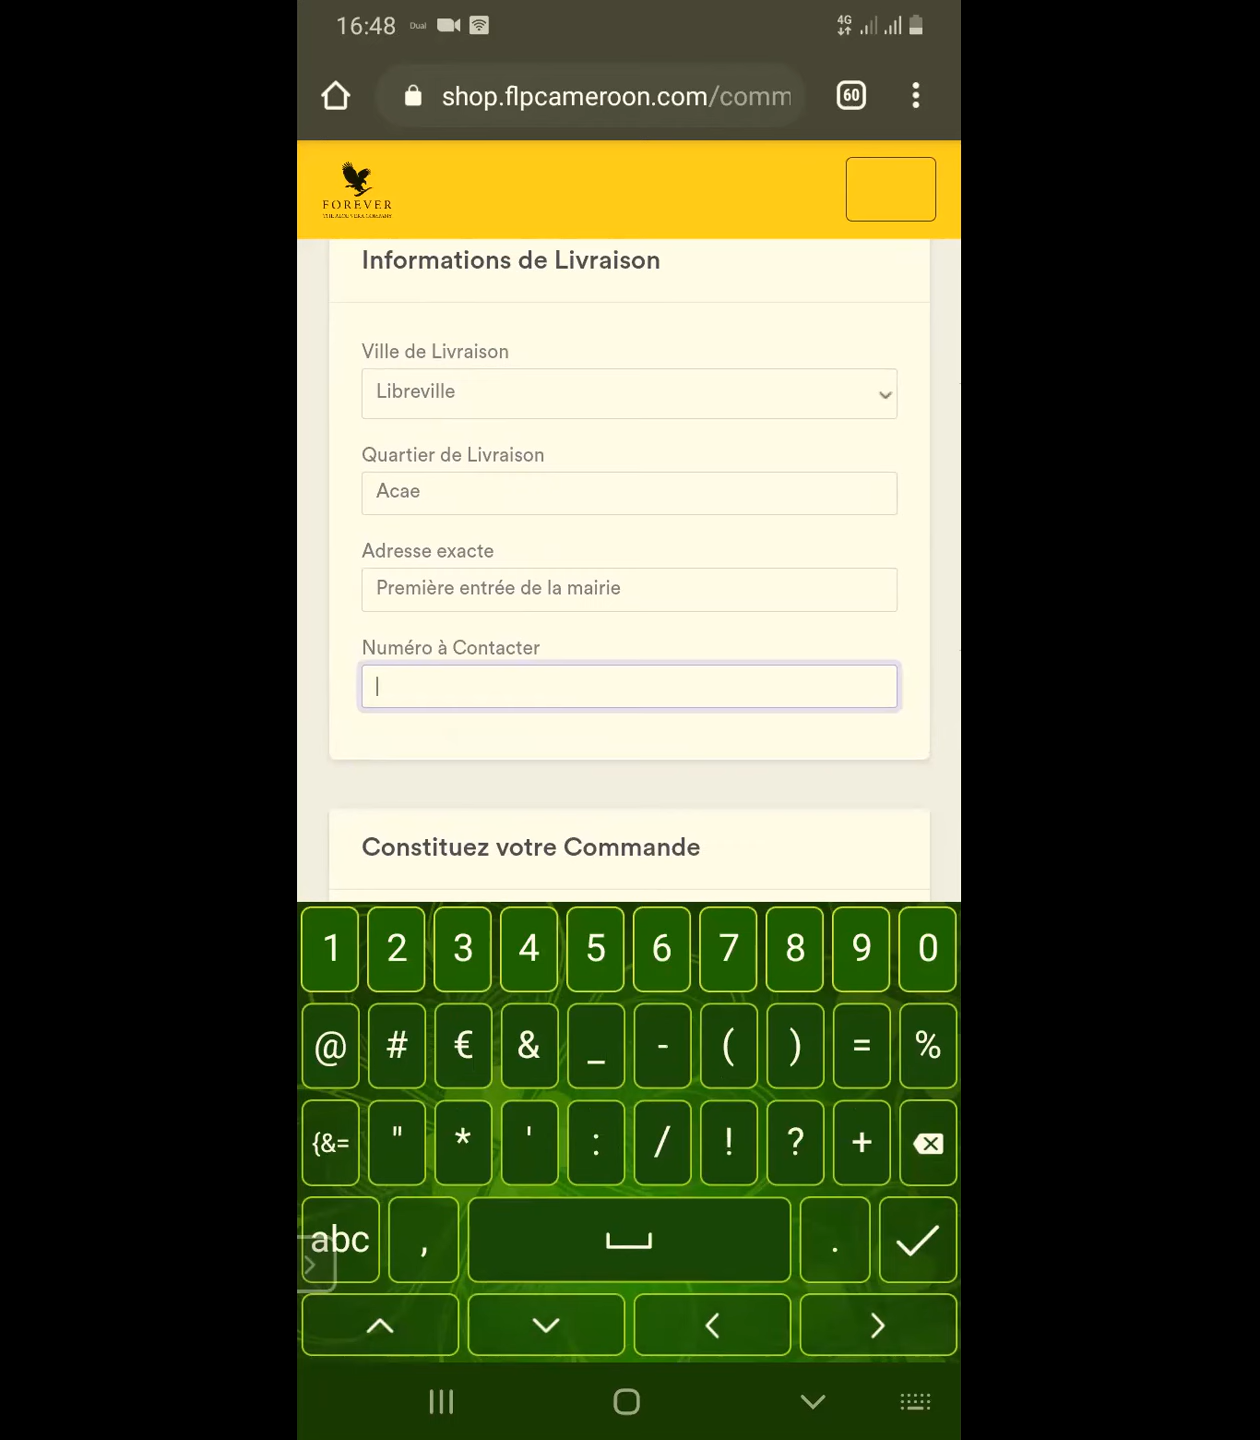 16:48 Dual 4G
shop.flpcameroon.com/comm 60
FOREVER
Informations de Livraison
Ville de Livraison
Libreville
Quartier de Livraison
Acae
Adresse exacte
Première entrée de la mairie
Numéro à Contacter
Constituez votre Commande
1 2 3 4 5 6 7 8 9 0
@ # € & _ - ( ) = %
{&= " * ' : / ! ? +
abc , .